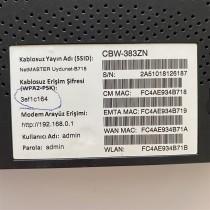 Kablosuz Yayın Adı (SSID):
NetMASTER Uydunet-B718
Kablosuz Erişim Şifresi
(WPA2-PSK)
3ef1c164
Modem Arayüz Erişimi:
http://192.168.0.1
Kullanıcı Adı: admin
Parola: admin
CBW-383ZN
S/N: 2A51018126187
CM MAC: FC4AE934B718
EMTA MAC: FC4AE934B719
WAN MAC: FC4AE934B71A
WLAN: FC4AE934B71B